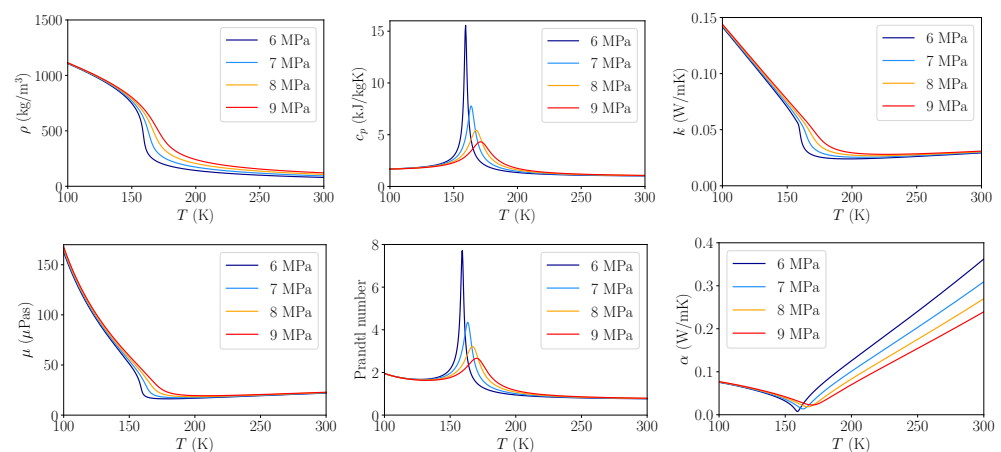 1500
1000
500
0
ρ (kg/m³)
100 150 200 250 300
T (K)
6 MPa
7 MPa
8 MPa
9 MPa
15
10
5
0
c_p (kJ/kgK)
100 150 200 250 300
T (K)
6 MPa
7 MPa
8 MPa
9 MPa
0.15
0.10
0.05
0.00
k (W/mK)
100 150 200 250 300
T (K)
6 MPa
7 MPa
8 MPa
9 MPa
150
100
50
0
μ (μPas)
100 150 200 250 300
T (K)
6 MPa
7 MPa
8 MPa
9 MPa
8
6
4
2
0
Prandtl number
100 150 200 250 300
T (K)
6 MPa
7 MPa
8 MPa
9 MPa
0.4
0.3
0.2
0.1
0.0
α (W/mK)
100 150 200 250 300
T (K)
6 MPa
7 MPa
8 MPa
9 MPa